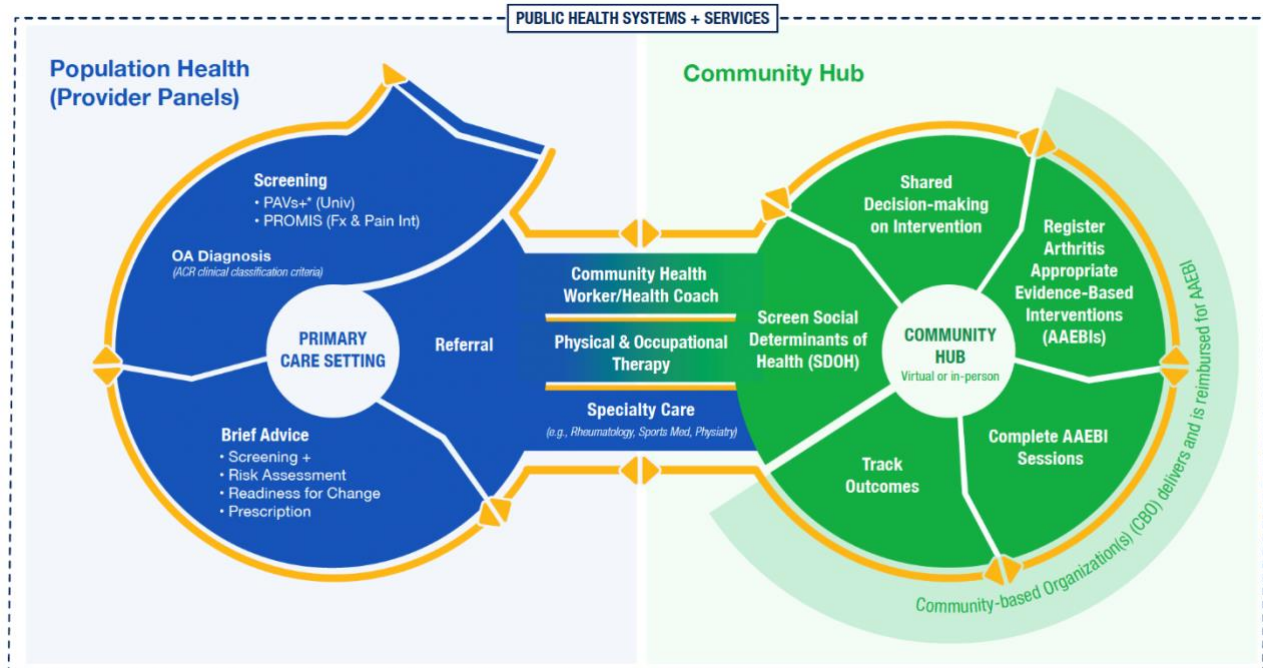 PUBLIC HEALTH SYSTEMS + SERVICES
Population Health
(Provider Panels)
Screening
• PAVs+* (Univ)
• PROMIS (Fx & Pain Int)
OA Diagnosis
(ACR clinical classification criteria)
PRIMARY
CARE SETTING
Referral
Brief Advice
• Screening +
• Risk Assessment
• Readiness for Change
• Prescription
Community Health
Worker/Health Coach
Physical & Occupational
Therapy
Specialty Care
(e.g., Rheumatology, Sports Med, Physiatry)
Community Hub
Shared
Decision-making
on Intervention
Register
Arthritis
Appropriate
Evidence-Based
Interventions
(AAEBIs)
Screen Social
Determinants of
Health (SDOH)
COMMUNITY
HUB
Virtual or in-person
Complete AAEBI
Sessions
Track
Outcomes
Community-based Organization(s) (CBO) delivers and is reimbursed for AAEBI